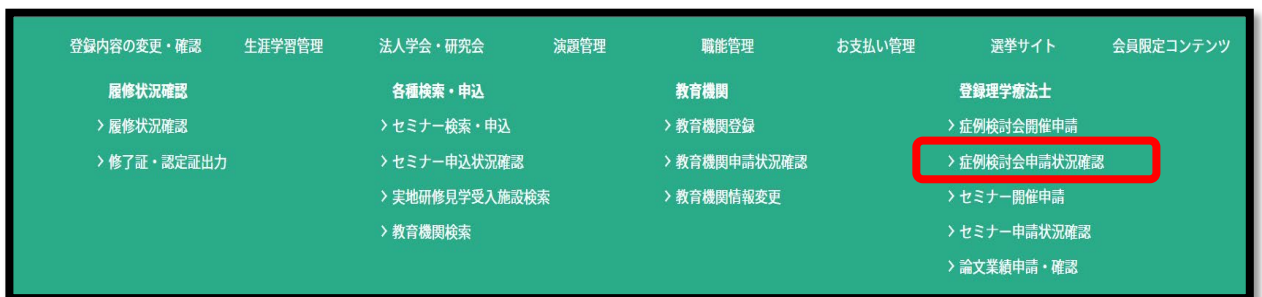 登録内容の変更・確認 生涯学習管理 法人学会・研究会 演題管理 職能管理 お支払い管理 選挙サイト 会員限定コンテンツ
履修状況確認
> 履修状況確認
> 修了証・認定証出力
各種検索・申込
> セミナー検索・申込
> セミナー申込状況確認
> 実地研修見学受入施設検索
> 教育機関検索
教育機関
> 教育機関登録
> 教育機関申請状況確認
> 教育機関情報変更
登録理学療法士
> 症例検討会開催申請
> 症例検討会申請状況確認
> セミナー開催申請
> セミナー申請状況確認
> 論文業績申請・確認